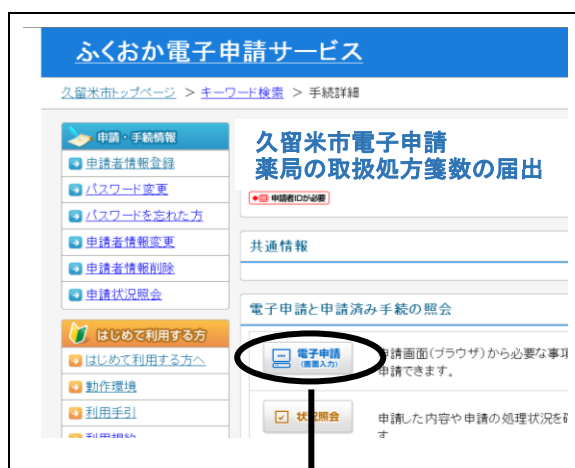 ふくおか電子申請サービス
久留米市トップページ > キーワード検索 > 手続詳細
申請・手続情報
申請者情報登録
パスワード変更
パスワードを忘れた方
申請者情報変更
申請者情報削除
申請状況照会
はじめて利用する方
はじめて利用する方へ
動作環境
利用手引
利用規約
久留米市電子申請
薬局の取扱処方箋数の届出
申請者IDが必要
共通情報
電子申請と申請済み手続の照会
電子申請
(画面入力)
申請画面(ブラウザ)から必要な事項
申請できます。
状況照会
申請した内容や申請の処理状況を確
す